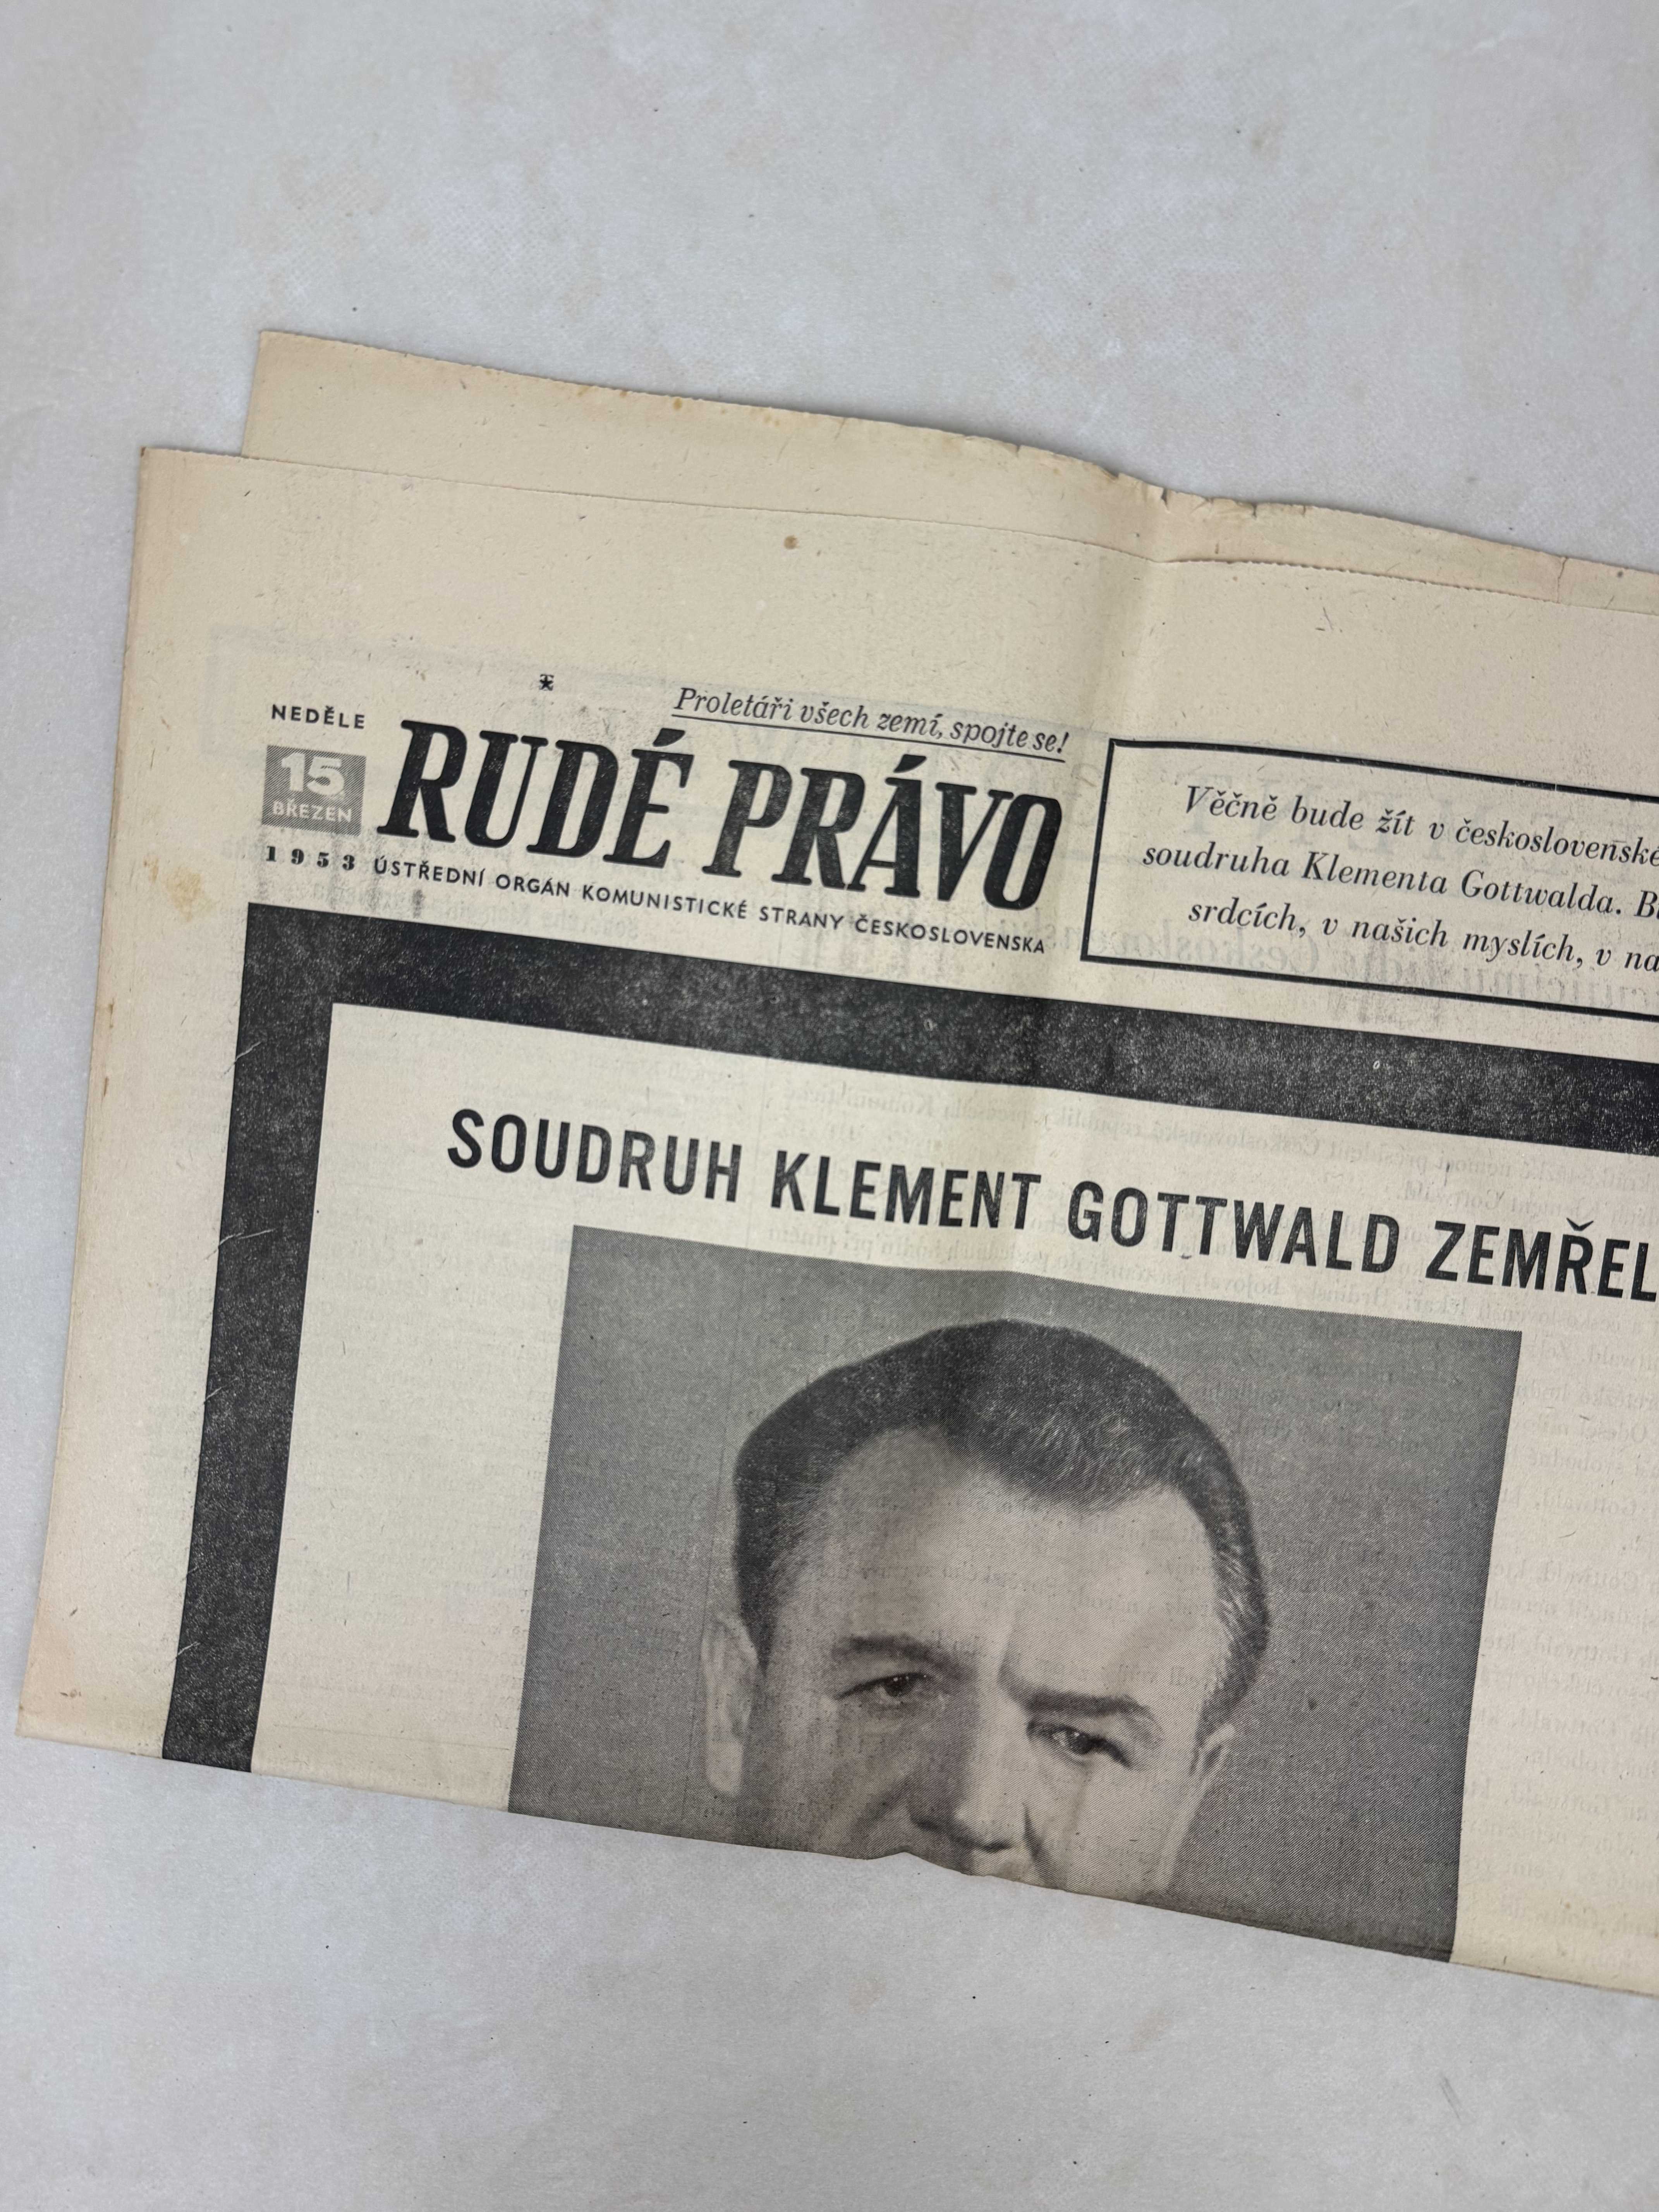 NEDĚLE
15
BŘEZEN
1953
Proletáři všech zemí, spojte se!
RUDÉ PRÁVO
ÚSTŘEDNÍ ORGÁN KOMUNISTICKÉ STRANY ČESKOSLOVENSKA
Věčně bude žít v
soudruha Klementa Gottwalda.
srdcích, v našich myslích, v
SOUDRUH KLEMENT GOTTWALD ZEMŘEL